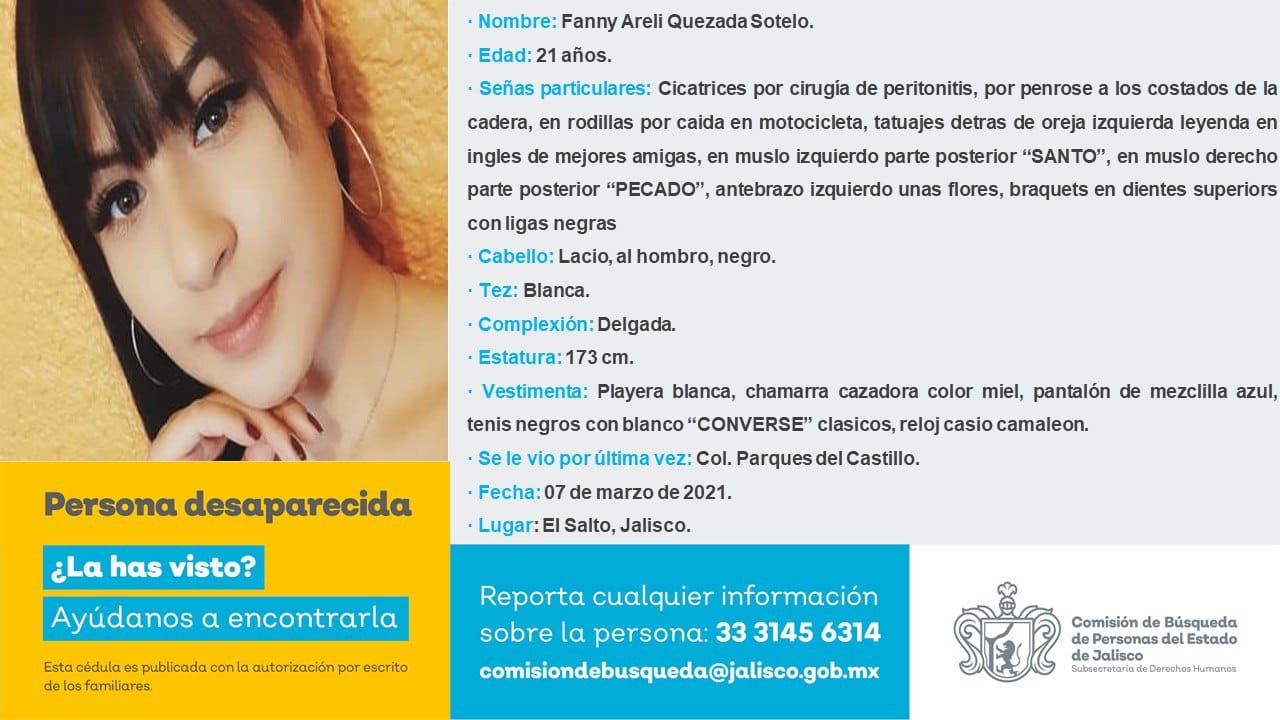 · Nombre: Fanny Areli Quezada Sotelo.
· Edad: 21 años.
· Señas particulares: Cicatrices por cirugía de peritonitis, por penrose a los costados de la
cadera, en rodillas por caida en motocicleta, tatuajes detras de oreja izquierda leyenda en
ingles de mejores amigas, en muslo izquierdo parte posterior “SANTO”, en muslo derecho
parte posterior “PECADO”, antebrazo izquierdo unas flores, braquets en dientes superiors
con ligas negras
· Cabello: Lacio, al hombro, negro.
· Tez: Blanca.
· Complexión: Delgada.
· Estatura: 173 cm.
· Vestimenta: Playera blanca, chamarra cazadora color miel, pantalón de mezclilla azul,
tenis negros con blanco “CONVERSE” clasicos, reloj casio camaleon.
· Se le vio por última vez: Col. Parques del Castillo.
· Fecha: 07 de marzo de 2021.
· Lugar: El Salto, Jalisco.
Persona desaparecida
¿La has visto?
Ayúdanos a encontrarla
Esta cédula es publicada con la autorización por escrito
de los familiares.
Reporta cualquier información
sobre la persona: 33 3145 6314
comisiondebusqueda@jalisco.gob.mx
Comisión de Búsqueda
de Personas del Estado
de Jalisco
Subsecretaría de Derechos Humanos